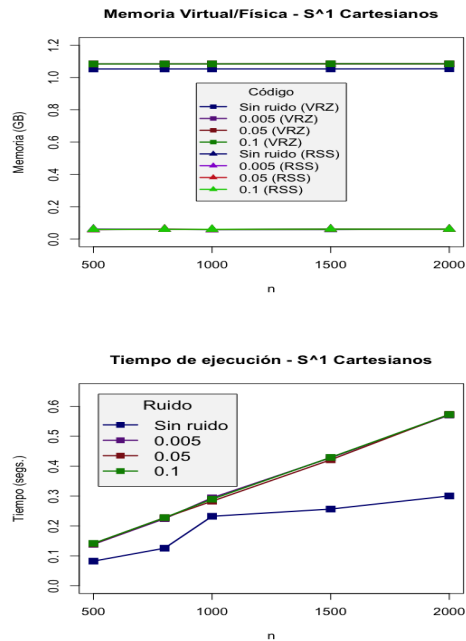 Memoria Virtual/Física - S^1 Cartesianos
Memoria (GB)
1.2
1.0
0.8
0.6
0.4
0.2
0.0
Código
Sin ruido (VRZ)
0.005 (VRZ)
0.05 (VRZ)
0.1 (VRZ)
Sin ruido (RSS)
0.005 (RSS)
0.05 (RSS)
0.1 (RSS)
500 1000 1500 2000
n
Tiempo de ejecución - S^1 Cartesianos
Tiempo (segs.)
0.6
0.5
0.4
0.3
0.2
0.1
0.0
Ruido
Sin ruido
0.005
0.05
0.1
500 1000 1500 2000
n